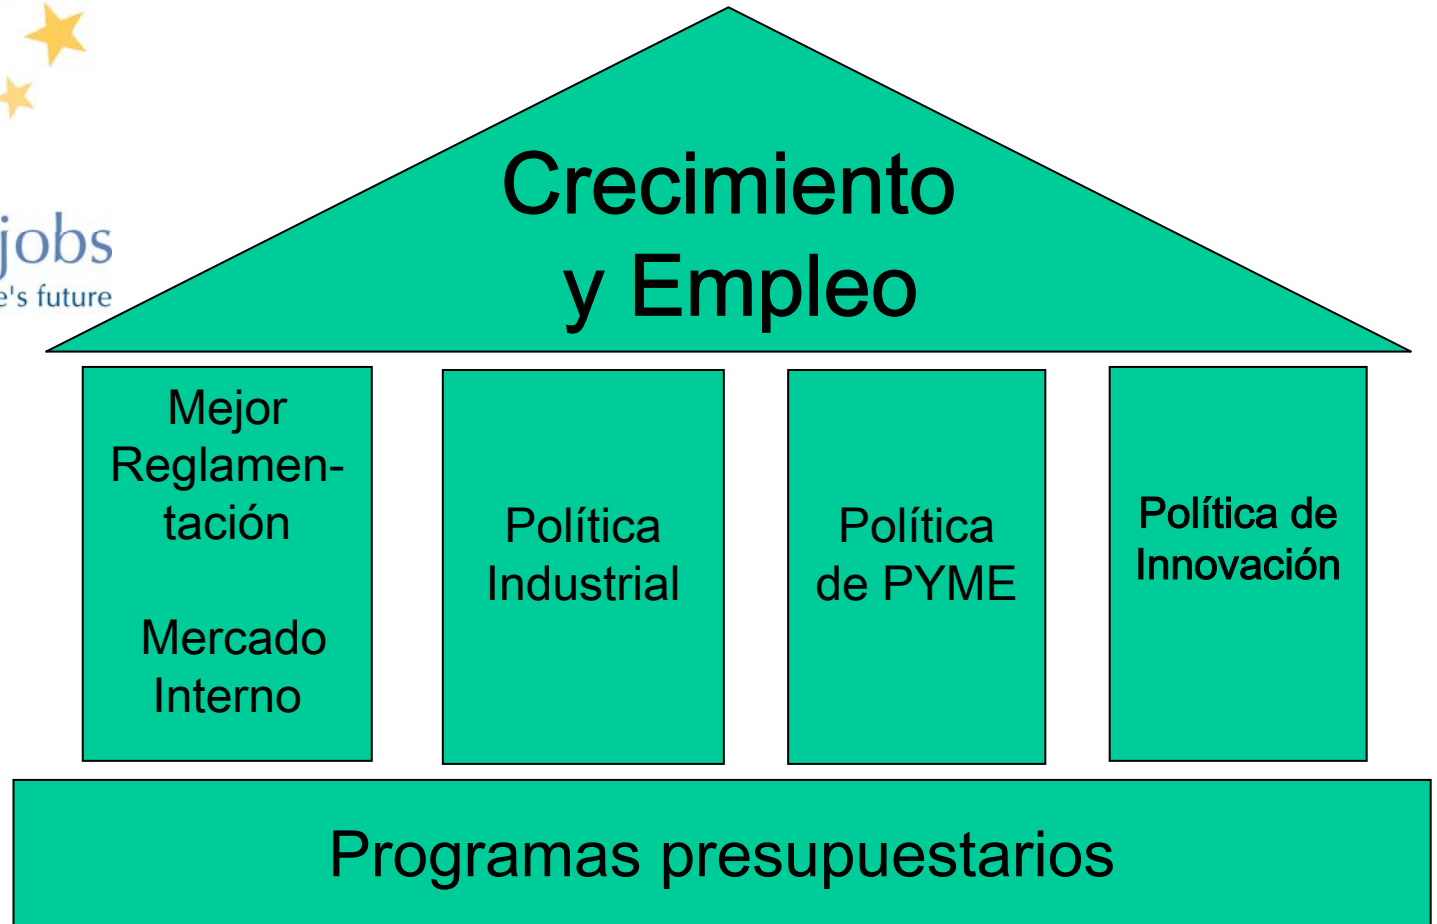 jobs
e's future
Crecimiento
y Empleo
Mejor
Reglamen-
tación
Mercado
Interno
Política
Industrial
Política
de PYME
Política de
Innovación
Programas presupuestarios